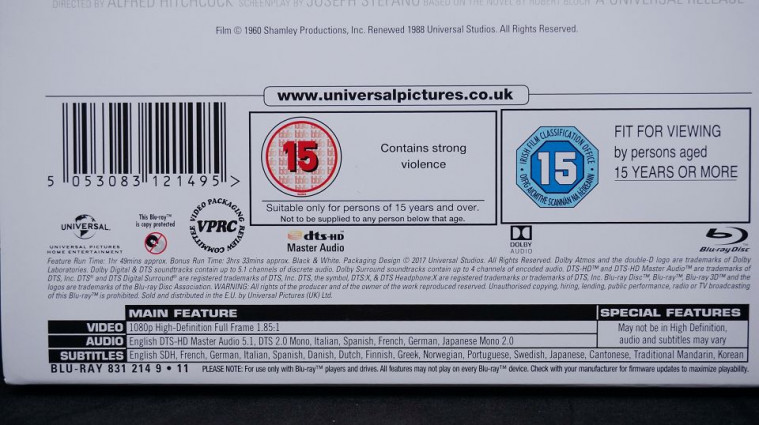 DIRECTED BY ALFRED HITCHCOCK SCREENPLAY BY JOSEPH STEFANO BASED ON THE NOVEL BY ROBERT BLOCH A UNIVERSAL RELEASE
Film © 1960 Shamley Productions, Inc. Renewed 1988 Universal Studios. All Rights Reserved.
www.universalpictures.co.uk
5 053083 121495 >
15
Contains strong
violence
Suitable only for persons of 15 years and over.
Not to be supplied to any person below that age.
IRISH FILM CLASSIFICATION OFFICE
15
OIFIG AICMITHE SCANNÁN NA hÉIREANN
FIT FOR VIEWING
by persons aged
15 YEARS OR MORE
UNIVERSAL
UNIVERSAL PICTURES
HOME ENTERTAINMENT
This Blu-ray™
is copy protected
VIDEO PACKAGING
VPRC
REVIEW COMMITTEE
dts-HD
Master Audio
DOLBY
AUDIO
Blu-ray Disc
Feature Run Time: 1hr 49mins approx. Bonus Run Time: 3hrs 33mins approx. Black & White. Packaging Design © 2017 Universal Studios. All Rights Reserved. Dolby Atmos and the double-D logo are trademarks of Dolby
Laboratories. Dolby Digital & DTS soundtracks contain up to 5.1 channels of discrete audio. Dolby Surround soundtracks contain up to 4 channels of encoded audio. DTS-HD™ and DTS-HD Master Audio™ are trademarks of
DTS, Inc. DTS® and DTS Digital Surround® are registered trademarks of DTS, Inc. DTS, the symbol, DTS:X, & DTS Headphone:X are registered trademarks or trademarks of DTS, Inc. Blu-ray Disc™, Blu-ray™, Blu-ray 3D™ and the
logos are trademarks of the Blu-ray Disc Association. WARNING: All rights of the producer and of the owner of the work reproduced reserved. Unauthorised copying, hiring, lending, public performance, radio or TV broadcasting
of this Blu-ray™ is prohibited. Sold and distributed in the E.U. by Universal Pictures (UK) Ltd.
MAIN FEATURE
SPECIAL FEATURES
VIDEO 1080p High-Definition Full Frame 1.85:1
AUDIO English DTS-HD Master Audio 5.1, DTS 2.0 Mono, Italian, Spanish, French, German, Japanese Mono 2.0
May not be in High Definition,
audio and subtitles may vary
SUBTITLES English SDH, French, German, Italian, Spanish, Danish, Dutch, Finnish, Greek, Norwegian, Portuguese, Swedish, Japanese, Cantonese, Traditional Mandarin, Korean
BLU-RAY 831 214 9 • 11 PLEASE NOTE: For use only with Blu-ray™ players and drives. All features may not play on every Blu-ray™ device. Check with your manufacturer for firmware updates to maximize playability.